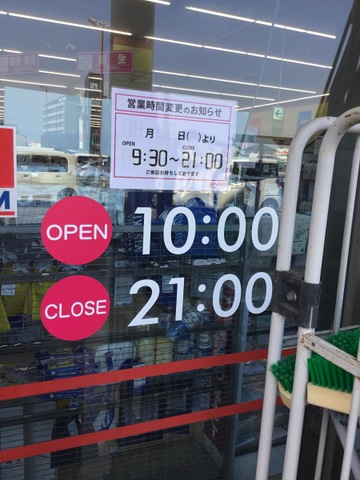 営業時間変更のお知らせ
月 日( )より
OPEN CLOSE
9:30~21:00
ご来店お待ちしております
OPEN 10:00
CLOSE 21:00
M